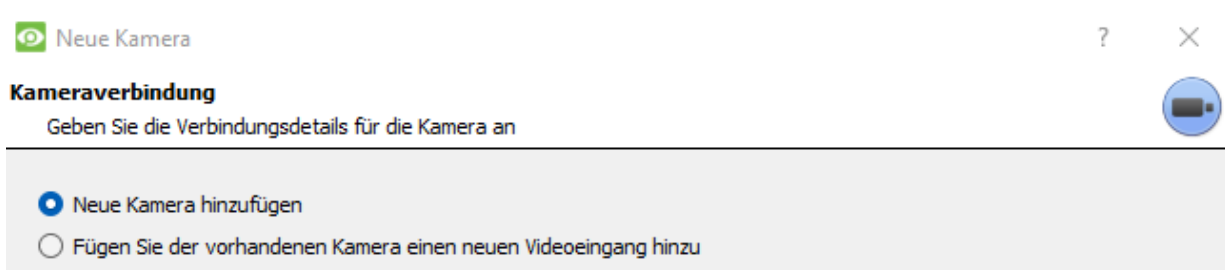 Neue Kamera ?
Kameraverbindung
Geben Sie die Verbindungsdetails für die Kamera an
Neue Kamera hinzufügen
Fügen Sie der vorhandenen Kamera einen neuen Videoeingang hinzu